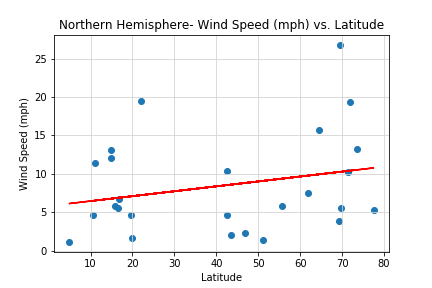 Northern Hemisphere- Wind Speed (mph) vs. Latitude
25
20
15
10
5
0
Wind Speed (mph)
10 20 30 40 50 60 70 80
Latitude